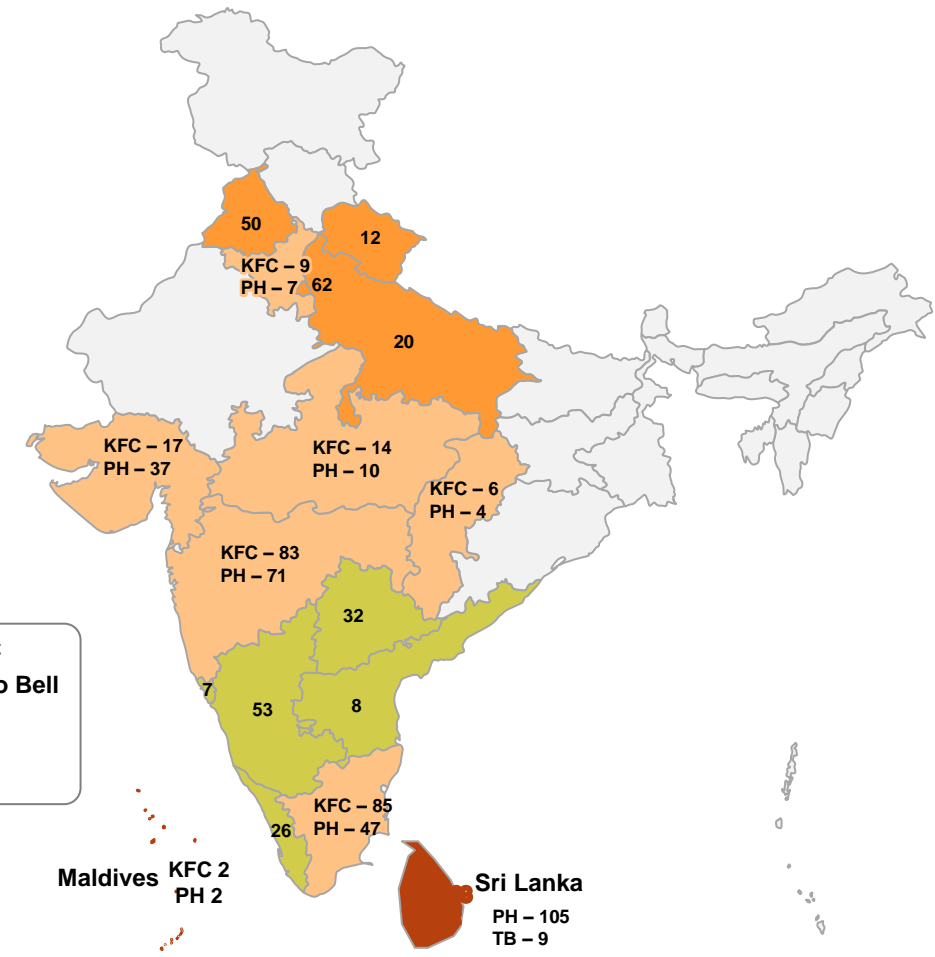 50
12
KFC – 9
PH – 7
62
20
KFC – 17
PH – 37
KFC – 14
PH – 10
KFC – 6
PH – 4
KFC – 83
PH – 71
32
Bell
7
53
8
KFC – 85
PH – 47
26
Maldives
KFC 2
PH 2
Sri Lanka
PH – 105
TB – 9